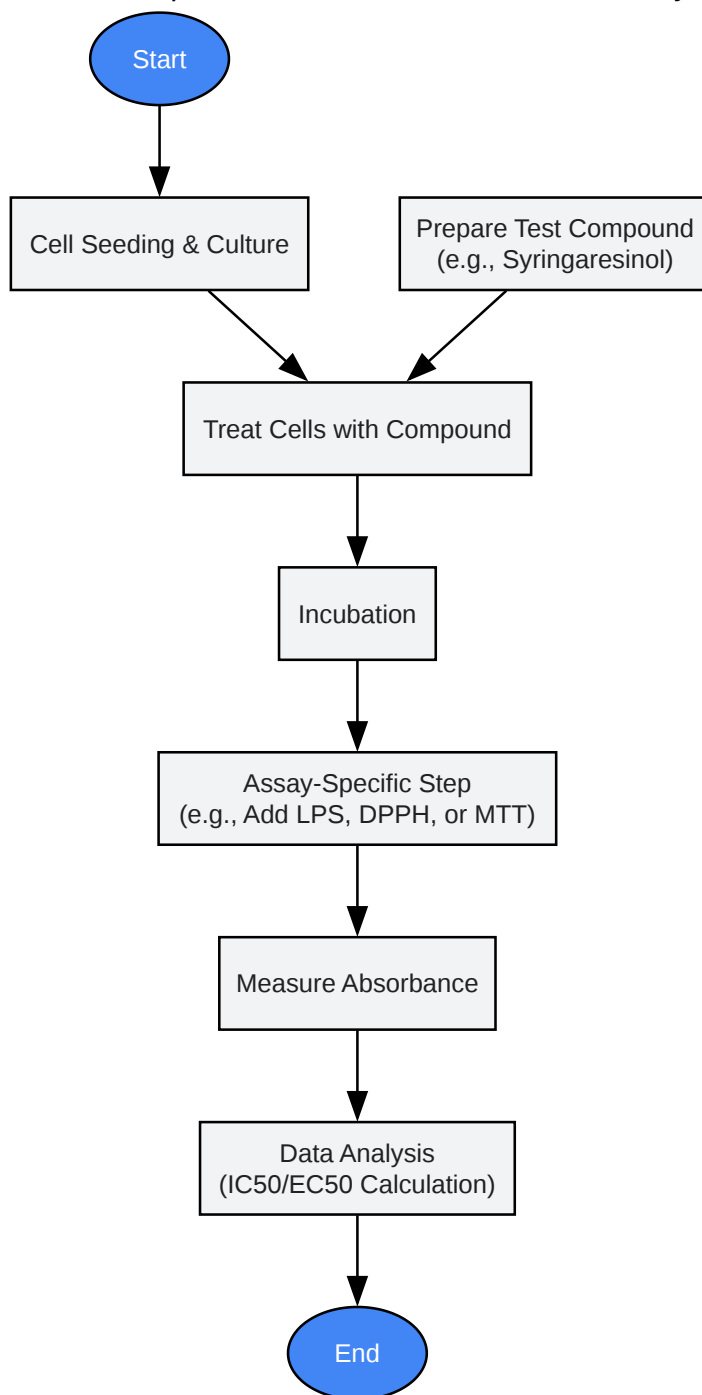 Start
Cell Seeding & Culture
Prepare Test Compound
(e.g., Syringaresinol)
Treat Cells with Compound
Incubation
Assay-Specific Step
(e.g., Add LPS, DPPH, or MTT)
Measure Absorbance
Data Analysis
(IC50/EC50 Calculation)
End